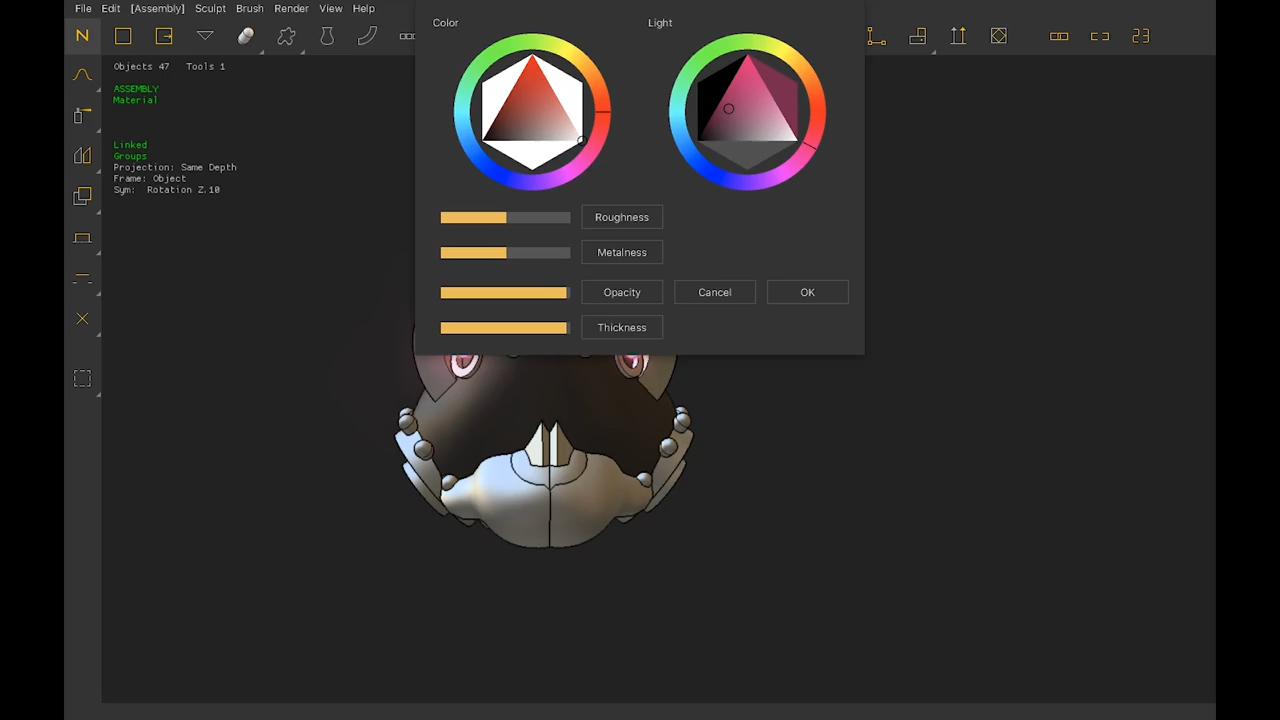 File Edit [Assembly] Sculpt Brush Render View Help
Color
Light
N
23
Objects 47 Tools 1
ASSEMBLY
Material
Linked
Groups
Projection: Same Depth
Frame: Object
Sym: Rotation Z.10
Roughness
Metalness
Opacity Cancel OK
Thickness